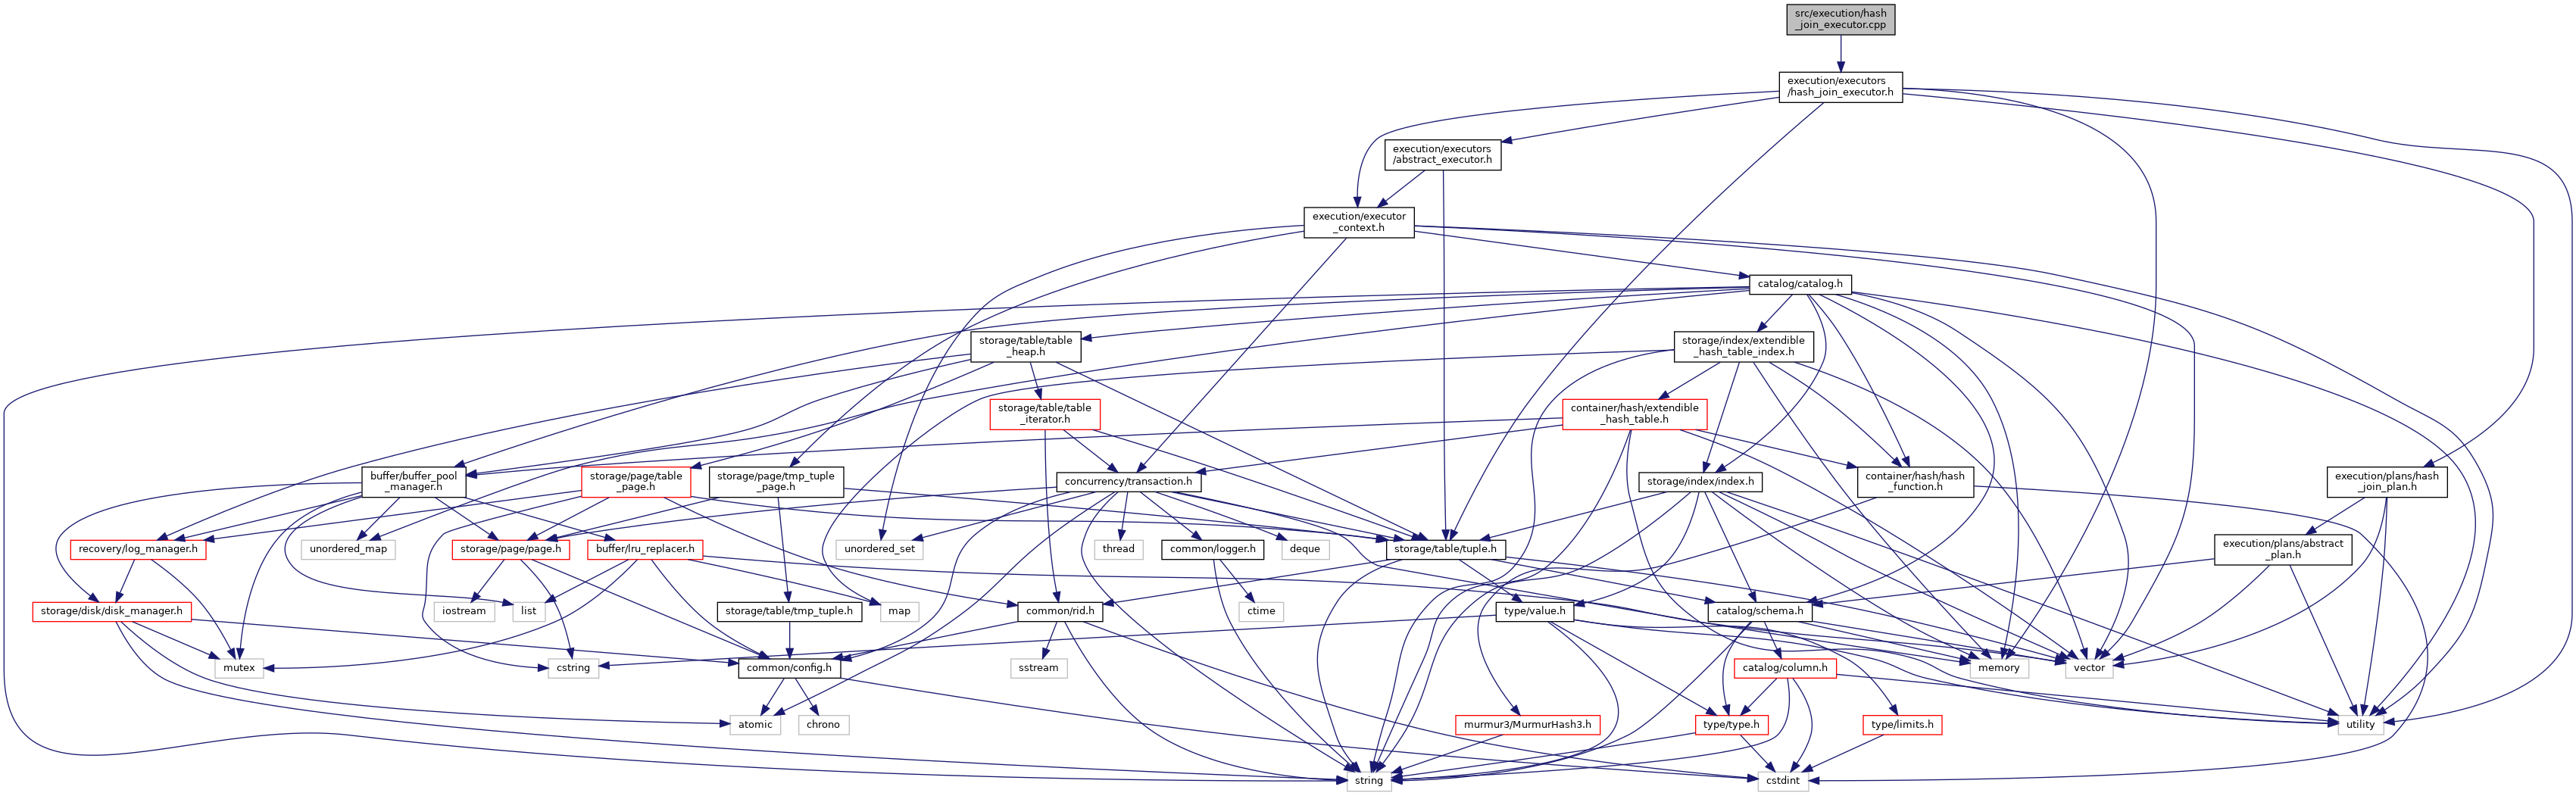 src/execution/hash
_join_executor.cpp
execution/executors
/hash_join_executor.h
execution/executors
/abstract_executor.h
execution/executor
_context.h
catalog/catalog.h
storage/table/table
_heap.h
storage/index/extendible
_hash_table_index.h
storage/table/table
_iterator.h
container/hash/extendible
_hash_table.h
buffer/buffer_pool
_manager.h
storage/page/table
_page.h
storage/page/tmp_tuple
_page.h
concurrency/transaction.h
storage/index/index.h
container/hash/hash
_function.h
execution/plans/hash
_join_plan.h
recovery/log_manager.h
unordered_map
storage/page/page.h
buffer/lru_replacer.h
unordered_set
thread
common/logger.h
deque
storage/table/tuple.h
execution/plans/abstract
_plan.h
storage/disk/disk_manager.h
iostream
list
storage/table/tmp_tuple.h
map
common/rid.h
ctime
type/value.h
catalog/schema.h
mutex
cstring
common/config.h
sstream
catalog/column.h
memory
vector
atomic
chrono
murmur3/MurmurHash3.h
type/type.h
type/limits.h
utility
string
cstdint